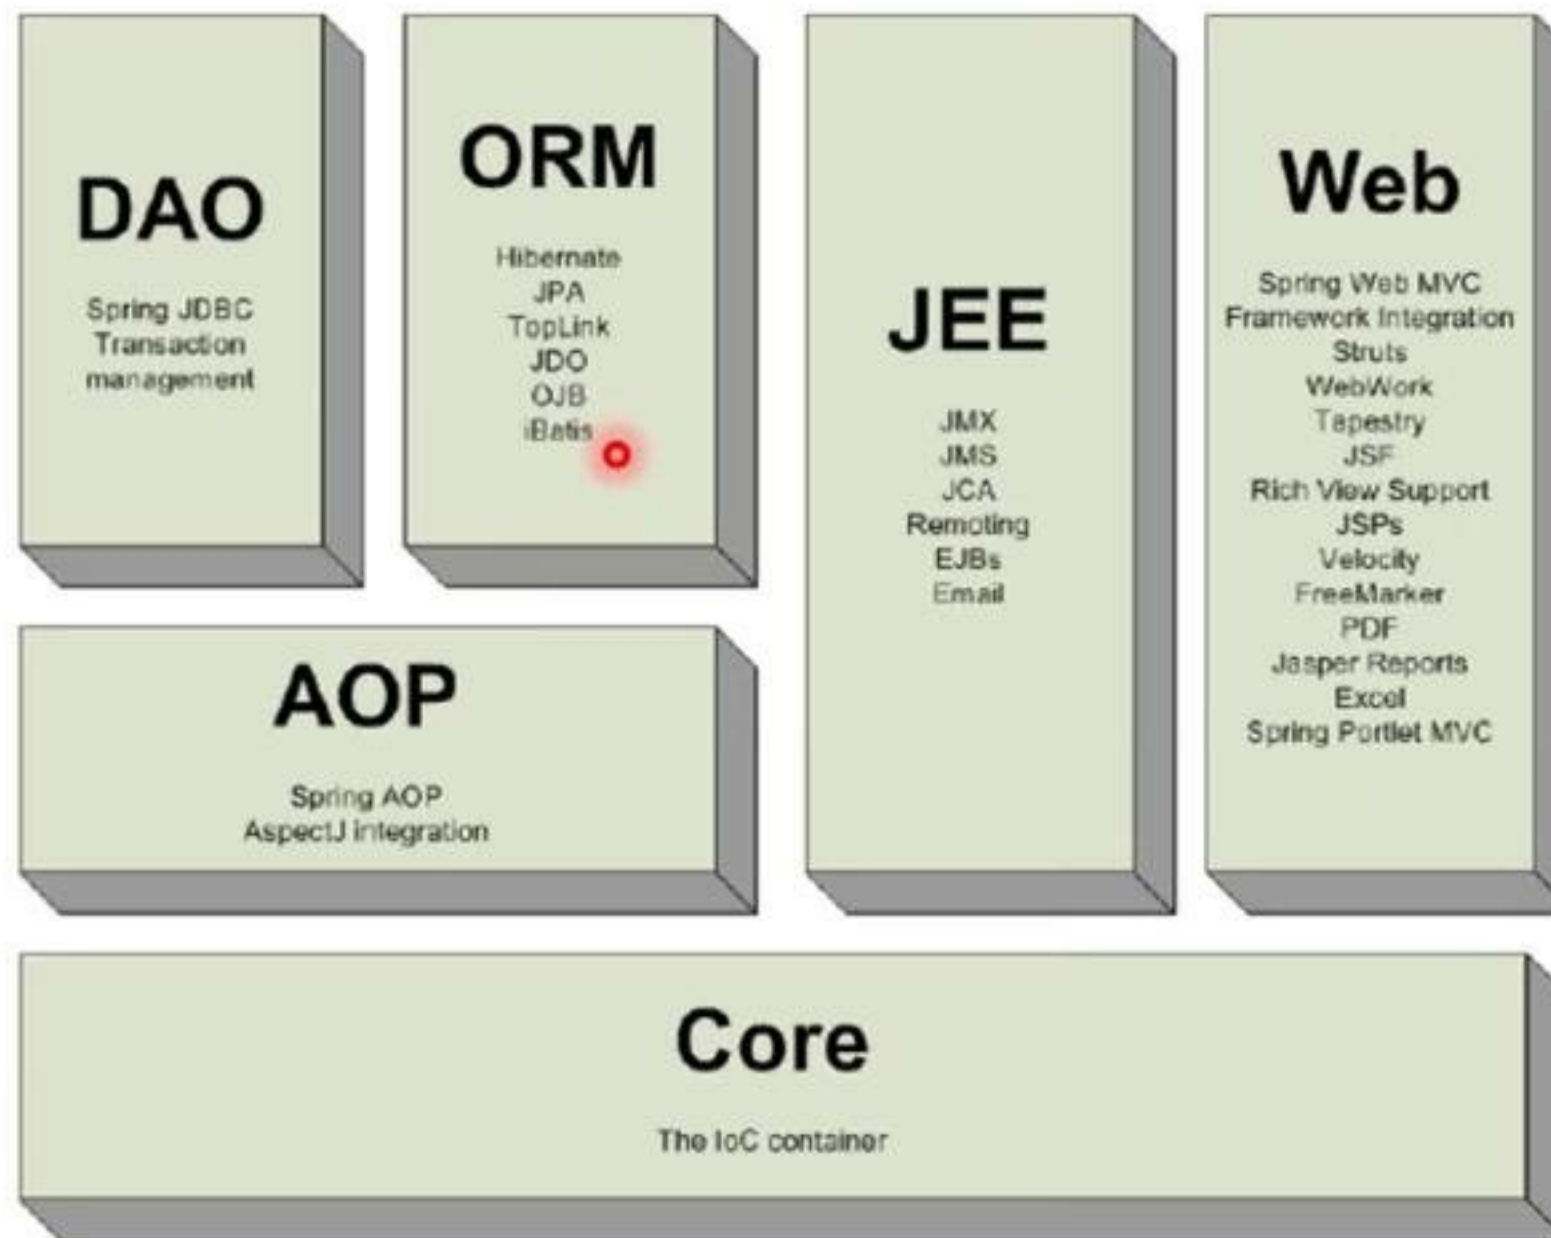 DAO
Spring JDBC
Transaction
management
ORM
Hibernate
JPA
TopLink
JDO
OJB
iBatis
JEE
JMX
JMS
JCA
Remoting
EJBs
Email
Web
Spring Web MVC
Framework Integration
Struts
WebWork
Tapestry
JSF
Rich View Support
JSPs
Velocity
FreeMarker
PDF
Jasper Reports
Excel
Spring Portlet MVC
AOP
Spring AOP
AspectJ integration
Core
The IoC container